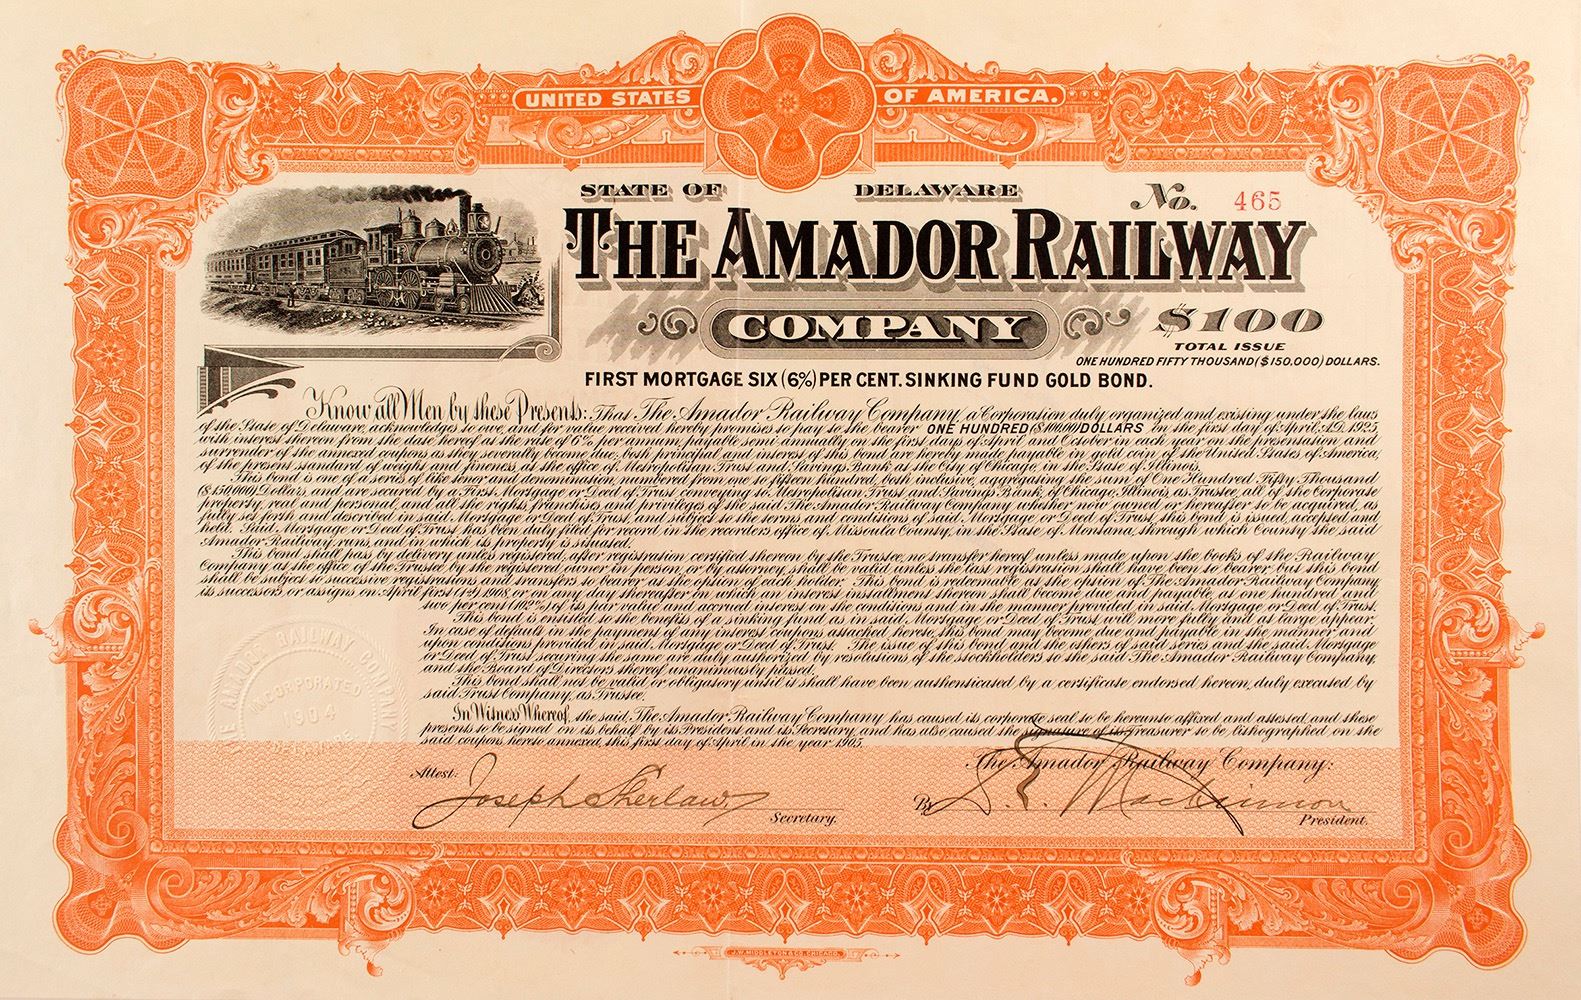 UNITED STATES OF AMERICA.
STATE OF DELAWARE No. 465
THE AMADOR RAILWAY
COMPANY
$100
TOTAL ISSUE
ONE HUNDRED FIFTY THOUSAND ($150,000) DOLLARS.
FIRST MORTGAGE SIX (6%) PER CENT. SINKING FUND GOLD BOND.
Know all Men by these Presents: That The Amador Railway Company, a Corporation duly organized and existing under the laws
of the State of Delaware, acknowledges to owe, and for value received hereby promises to pay to the bearer ONE HUNDRED ($100.00) DOLLARS on the first day of April, A.D. 1925
with interest thereon from the date hereof at the rate of 6% per annum, payable semi-annually on the first days of April and October in each year on the presentation and
surrender of the annexed coupons as they severally become due; both principal and interest of this bond are hereby made payable in gold coin of the United States of America,
of the present standard of weight and fineness, at the office of Metropolitan Trust and Savings Bank at the City of Chicago, in the State of Illinois.
This bond is one of a series of like tenor and denomination, numbered from one to fifteen hundred, both inclusive, aggregating the sum of One Hundred Fifty Thousand
($150,000) Dollars, and are secured by a First Mortgage or Deed of Trust conveying to Metropolitan Trust and Savings Bank, of Chicago, Illinois, as Trustee, all of the Corporate
property, real and personal, and all the rights, franchises and privileges of the said The Amador Railway Company whether now owned or hereafter to be acquired, as
fully set forth and described in said Mortgage or Deed of Trust, and subject to the terms and conditions of said Mortgage or Deed of Trust, this bond is issued, accepted and
held. Said Mortgage or Deed of Trust has been duly filed for record in the recorders office of Missoula County, in the State of Montana, through which County the said
Amador Railway runs, and in which its property is situated.
This bond shall pass by delivery unless registered, after registration certified thereon by the Trustee, no transfer hereof, unless made upon the books of the Railway
Company at the office of the Trustee by the registered owner in person, or by attorney, shall be valid unless the last registration shall have been to bearer, but this bond
shall be subject to successive registrations and transfers to bearer at the option of each holder. This bond is redeemable at the option of The Amador Railway Company
its successors, or assigns on April first (1st) 1908, or on any day thereafter on which an interest installment thereon shall become due and payable, at one hundred and
two per cent (102%) of its par value and accrued interest on the conditions and in the manner provided in said Mortgage or Deed of Trust.
This bond is entitled to the benefits of a sinking fund as in said Mortgage or Deed of Trust will more fully and at large appear.
In case of default in the payment of any interest coupons attached hereto, this bond may become due and payable in the manner and
upon conditions provided in said Mortgage or Deed of Trust. The issue of this bond and the others of said series and the said Mortgage
or Deed of Trust securing the same are duly authorized by resolutions of the stockholders to the said The Amador Railway Company,
and the Board of Directors thereof unanimously passed.
This bond shall not be valid or obligatory until it shall have been authenticated by a certificate endorsed hereon, duly executed by
said Trust Company, as Trustee.
In Witness Whereof, the said, The Amador Railway Company has caused its corporate seal to be hereunto affixed and attested, and these
presents to be signed on its behalf by its President and its Secretary, and has also caused the signature of its Treasurer to be lithographed on the
said coupons hereto annexed, this first day of April in the year 1905.
AMADOR RAILWAY COMPANY
INCORPORATED
1904
DELAWARE
The Amador Railway Company:
Attest: Joseph Sherlaw By D. L. MacKinnon
Secretary. President.
J.W. MIDDLETON & CO. CHICAGO.